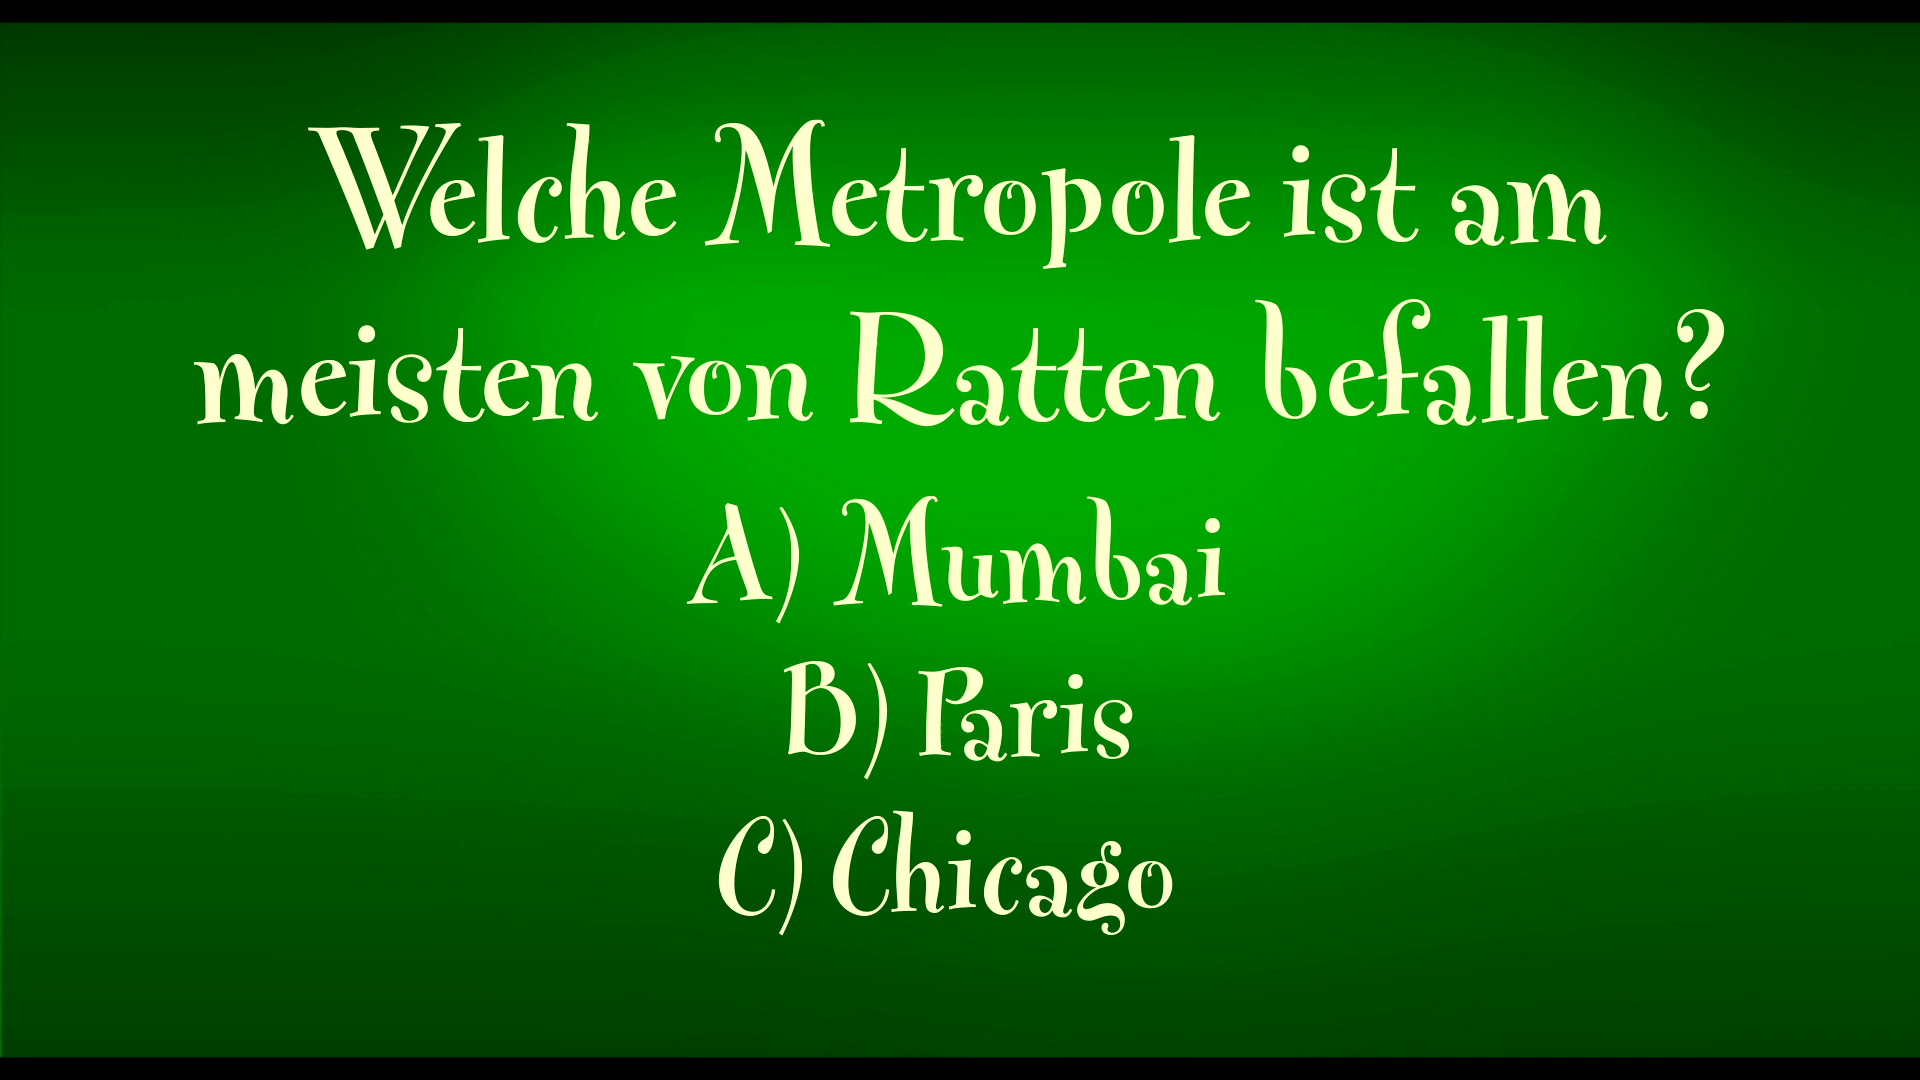 Welche Metropole ist am
meisten von Ratten befallen?
A) Mumbai
B) Paris
C) Chicago